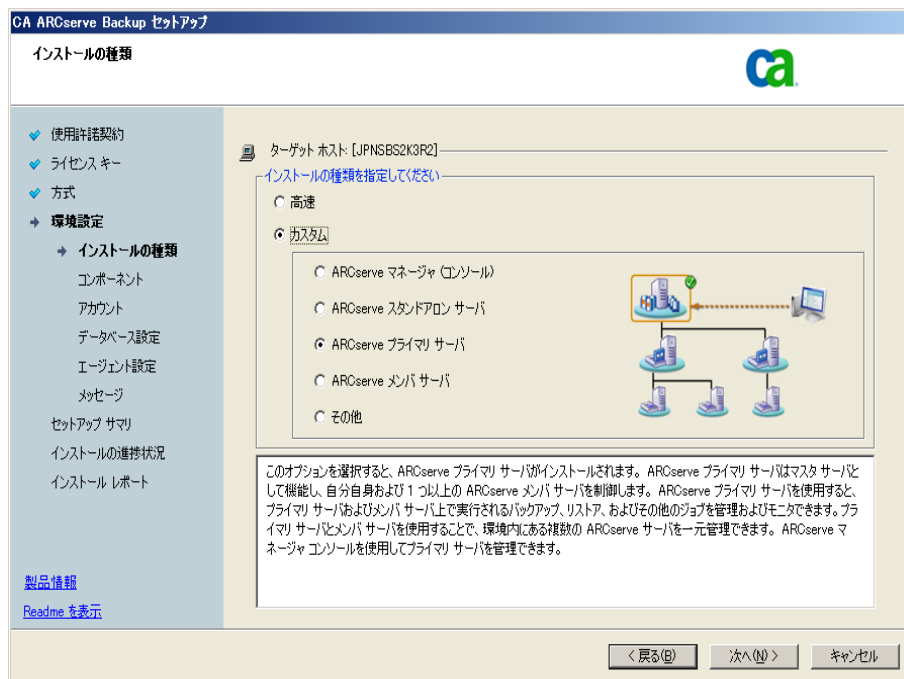 CA ARCserve Backup セットアップ
インストールの種類
ca
使用許諾契約
ライセンス キー
方式
環境設定
インストールの種類
コンポーネント
アカウント
データベース設定
エージェント設定
メッセージ
セットアップ サマリ
インストールの進捗状況
インストール レポート
製品情報
Readme を表示
ターゲット ホスト: [JPNSBS2K3R2]
インストールの種類を指定してください
高速
カスタム
ARCserve マネージャ (コンソール)
ARCserve スタンドアロン サーバ
ARCserve プライマリ サーバ
ARCserve メンバ サーバ
その他
このオプションを選択すると、ARCserve プライマリ サーバがインストールされます。 ARCserve プライマリ サーバはマスタ サーバと
して機能し、自分自身および 1 つ以上の ARCserve メンバ サーバを制御します。 ARCserve プライマリ サーバを使用すると、
プライマリ サーバおよびメンバ サーバ上で実行されるバックアップ、リストア、およびその他のジョブを管理およびモニタできます。プラ
イマリ サーバとメンバ サーバを使用することで、環境内にある複数の ARCserve サーバを一元管理できます。 ARCserve マ
ネージャ コンソールを使用してプライマリ サーバを管理できます。
< 戻る(B)
次へ(N) >
キャンセル